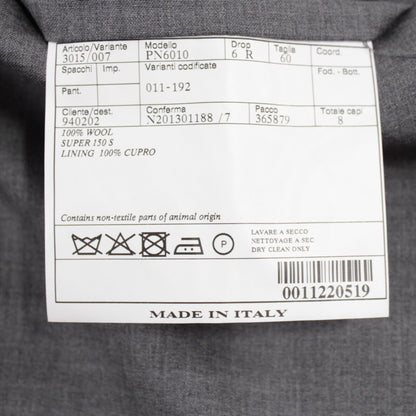 Articolo/Variante Modello Drop Taglia Coord.
3015/007 PN6010 6 R 60
Spacchi Imp. Varianti codificate Fod. - Bott.
Pant. 011-192
Cliente/dest. Conferma Pacco Totale capi
940202 N201301188 /7 365879 8
100% WOOL
SUPER 150 S
LINING 100% CUPRO
Contains non-textile parts of animal origin
LAVARE A SECCO
NETTOYAGE A SEC
DRY CLEAN ONLY
P
0011220519
MADE IN ITALY